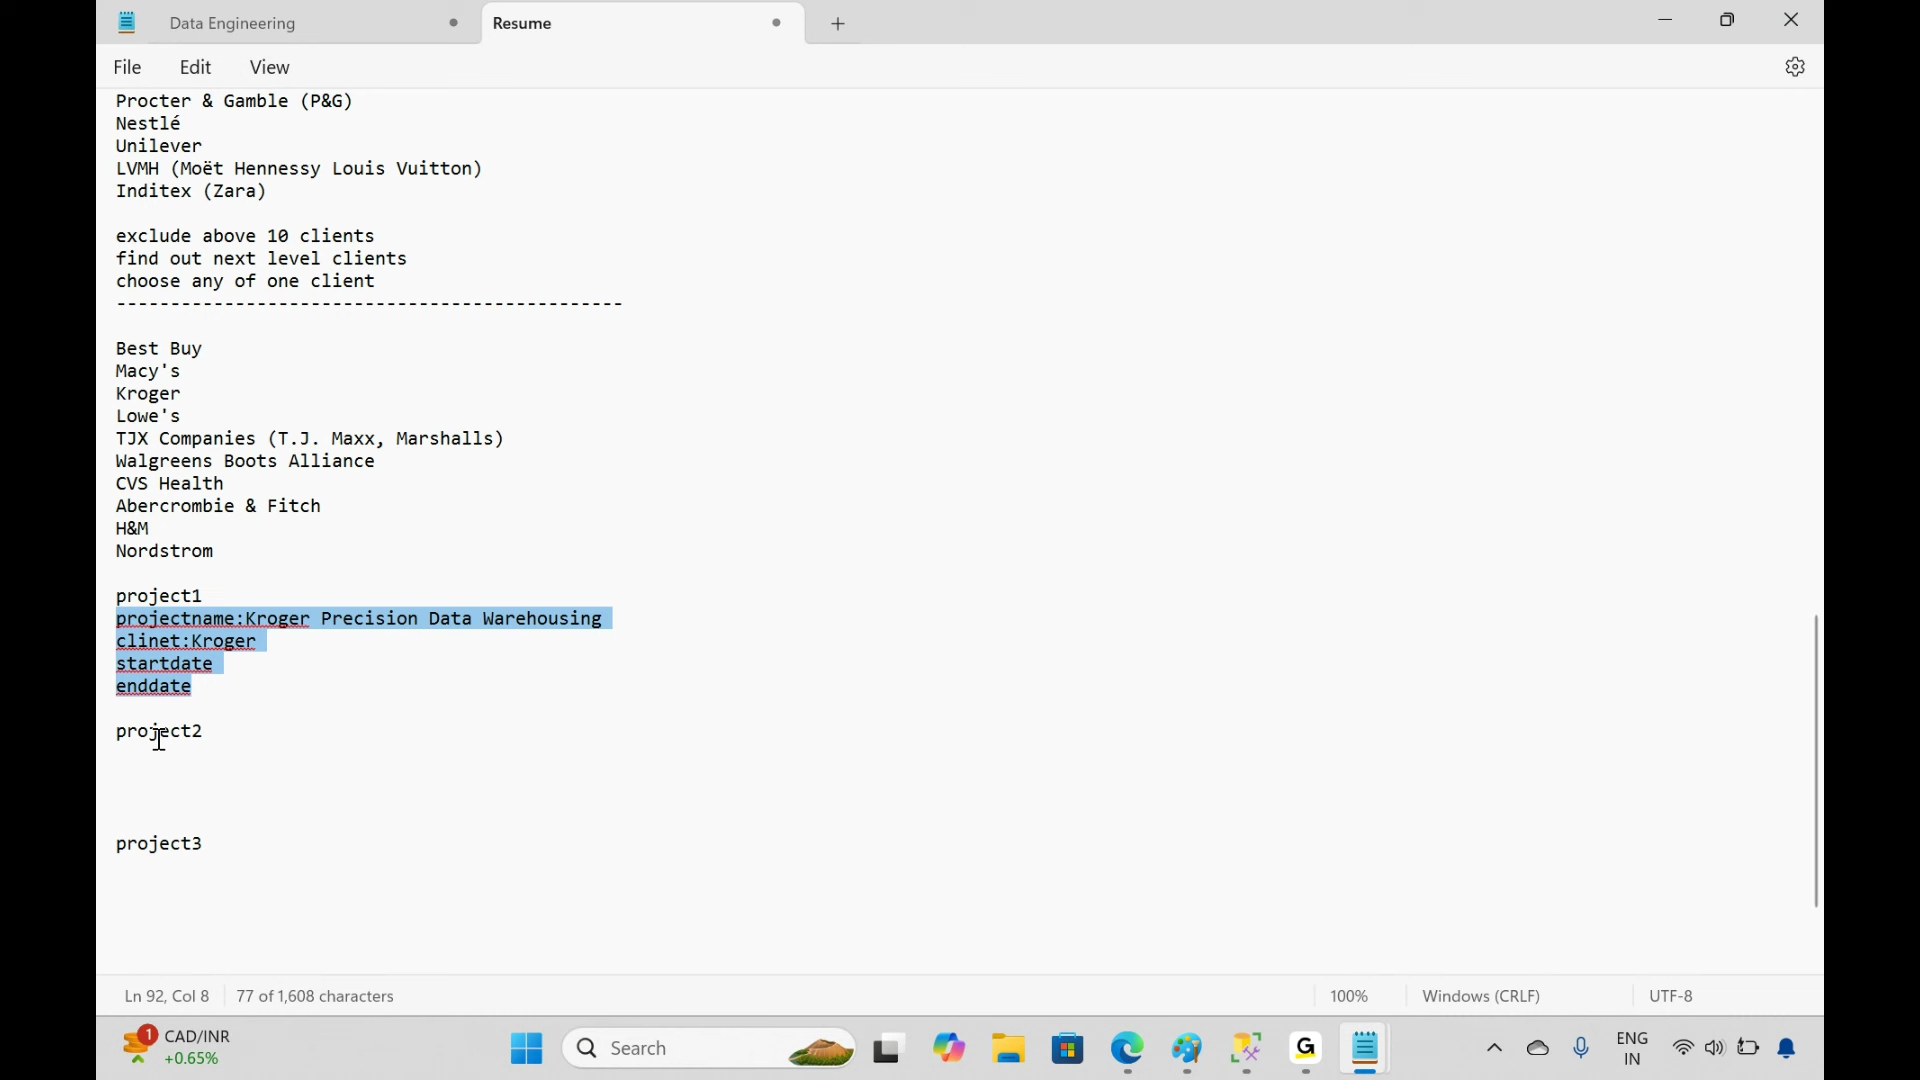 Data Engineering
Resume
File Edit View
Procter & Gamble (P&G)
Nestlé
Unilever
LVMH (Moët Hennessy Louis Vuitton)
Inditex (Zara)
exclude above 10 clients
find out next level clients
choose any of one client
-----------------------------------------------
Best Buy
Macy's
Kroger
Lowe's
TJX Companies (T.J. Maxx, Marshalls)
Walgreens Boots Alliance
CVS Health
Abercrombie & Fitch
H&M
Nordstrom
project1
projectname:Kroger Precision Data Warehousing
clinet:Kroger
startdate
enddate
project2
project3
Ln 92, Col 8 77 of 1,608 characters 100% Windows (CRLF) UTF-8
1 CAD/INR
+0.65%
Search
G
ENG
IN